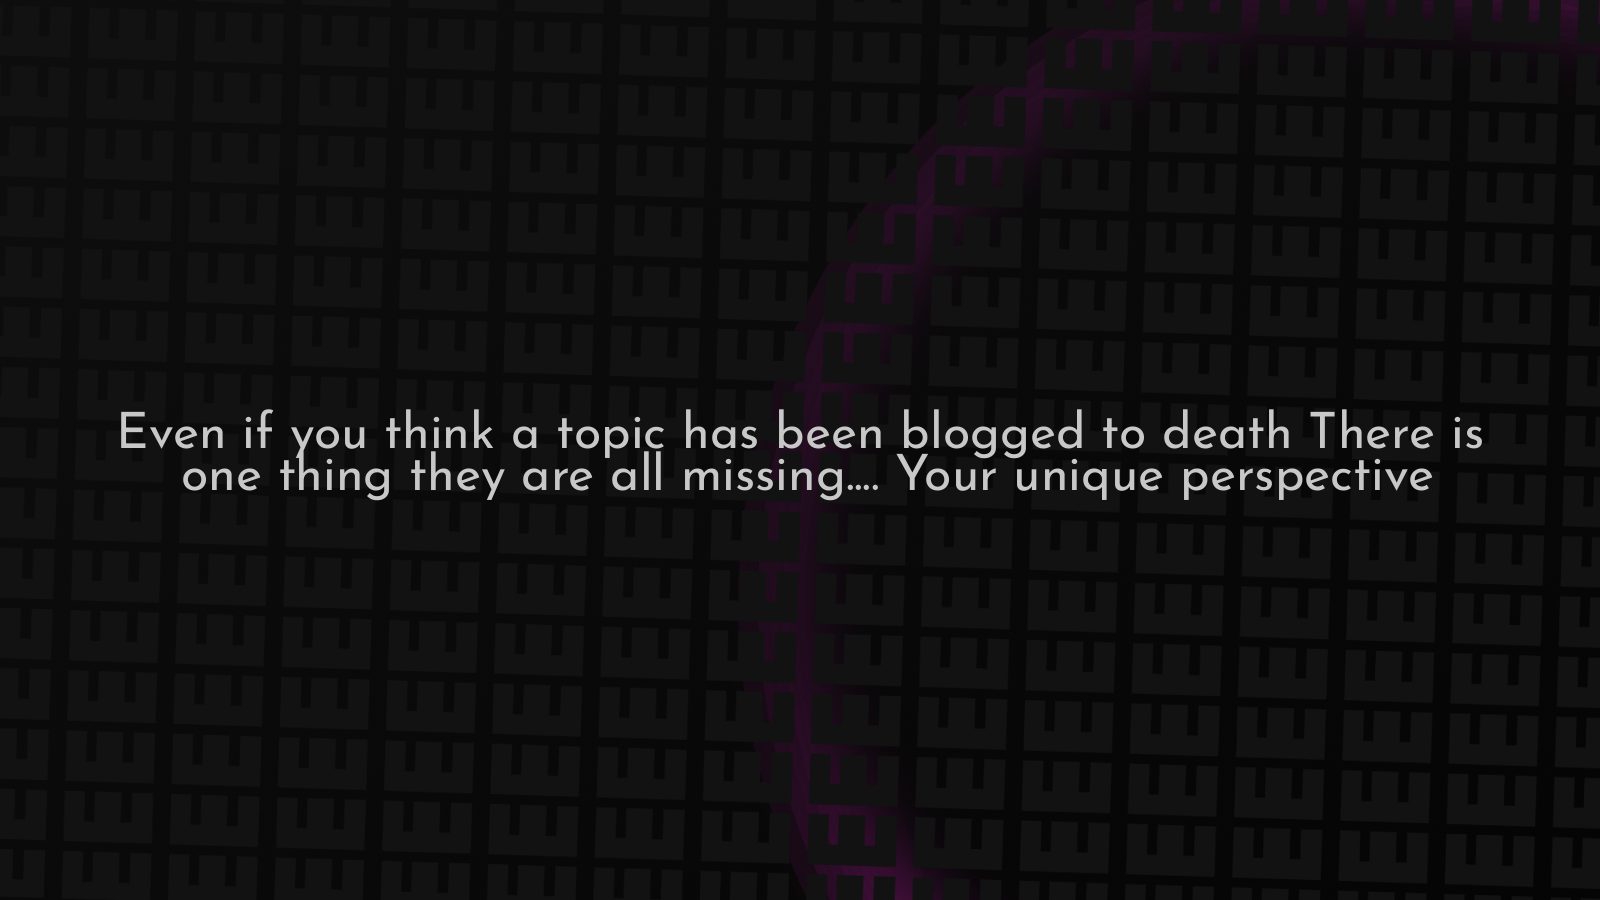 Even if you think a topic has been blogged to death There is
one thing they are all missing.... Your unique perspective